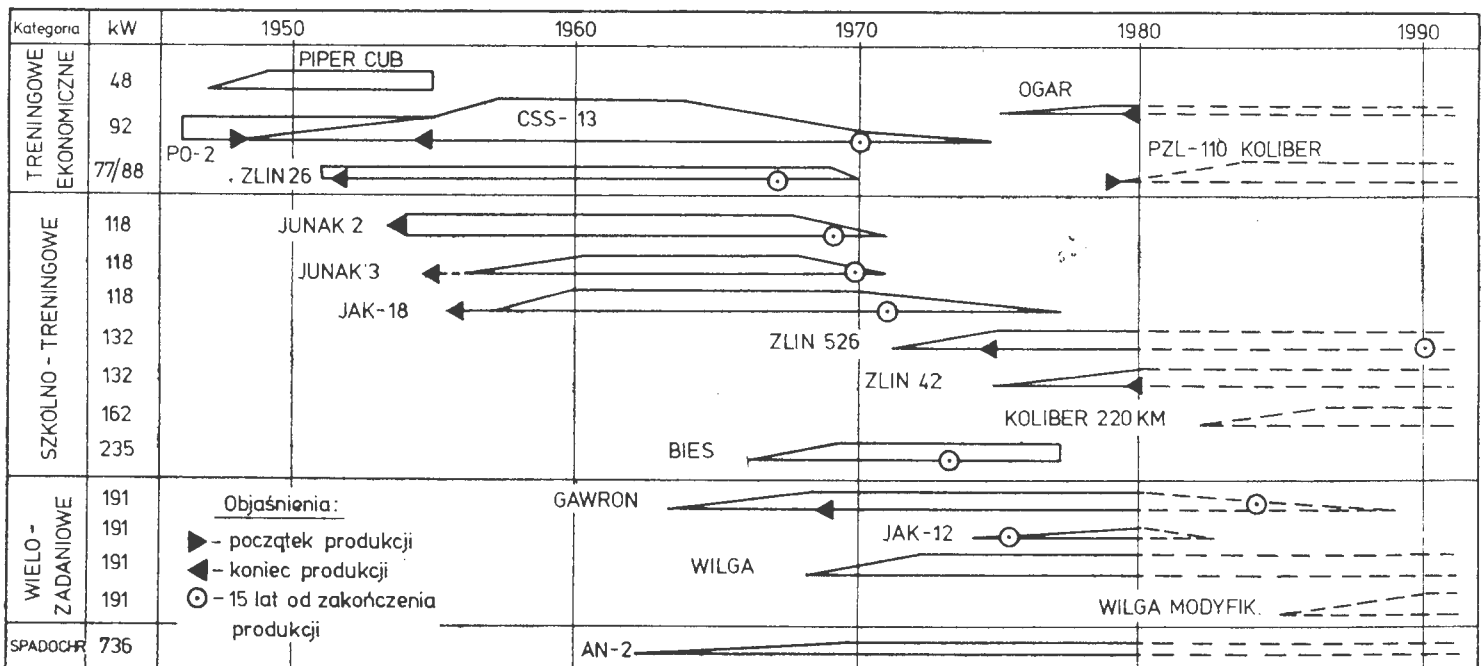 Kategoria kW 1950 1960 1970 1980 1990
TRENINGOWE
EKONOMICZNE
48 PIPER CUB
OGAR
92 CSS-13
PO-2
PZL-110 KOLIBER
77/88 ZLIN 26
SZKOLNO - TRENINGOWE
118 JUNAK 2
118 JUNAK 3
118 JAK-18
132 ZLIN 526
132 ZLIN 42
162 KOLIBER 220 KM
235 BIES
WIELO -
ZADANIOWE
191 GAWRON
191 JAK-12
191 WILGA
191 WILGA MODYFIK.
Objaśnienia:
- początek produkcji
- koniec produkcji
- 15 lat od zakończenia
produkcji
SPADOCHR 736 AN-2